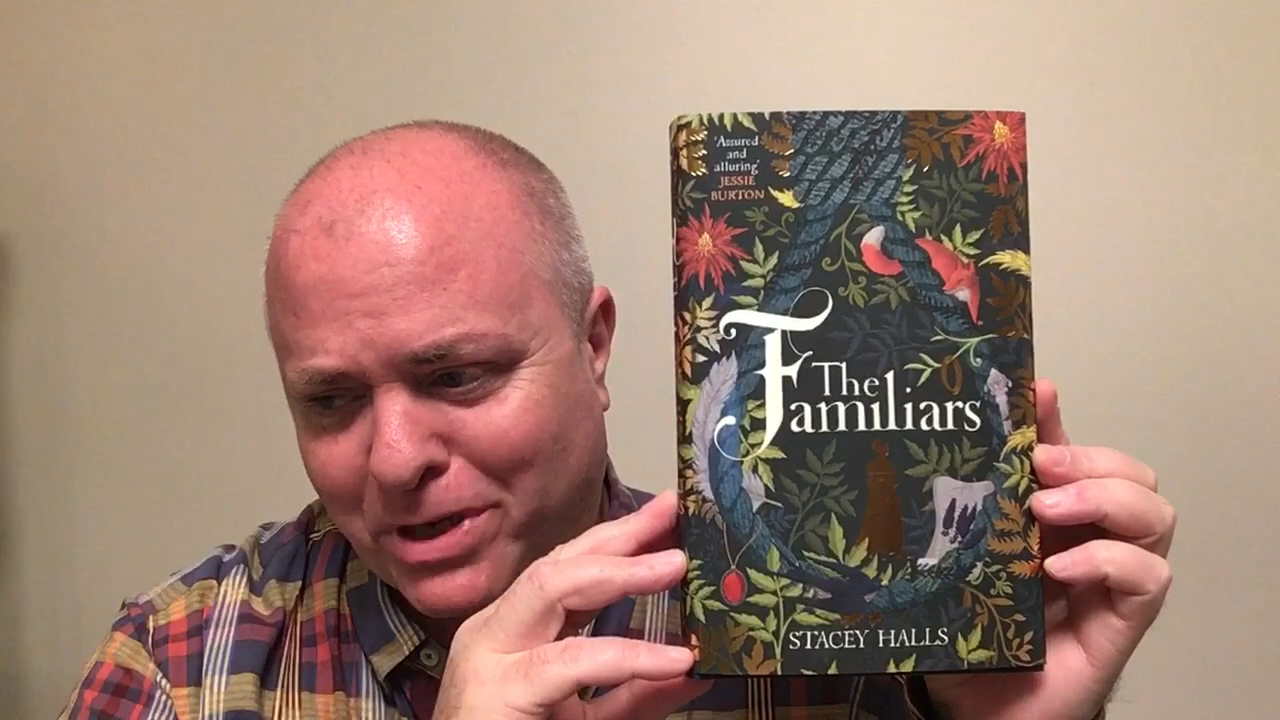 'Assured
and
alluring'
JESSIE
BURTON
The
Familiars
STACEY HALLS